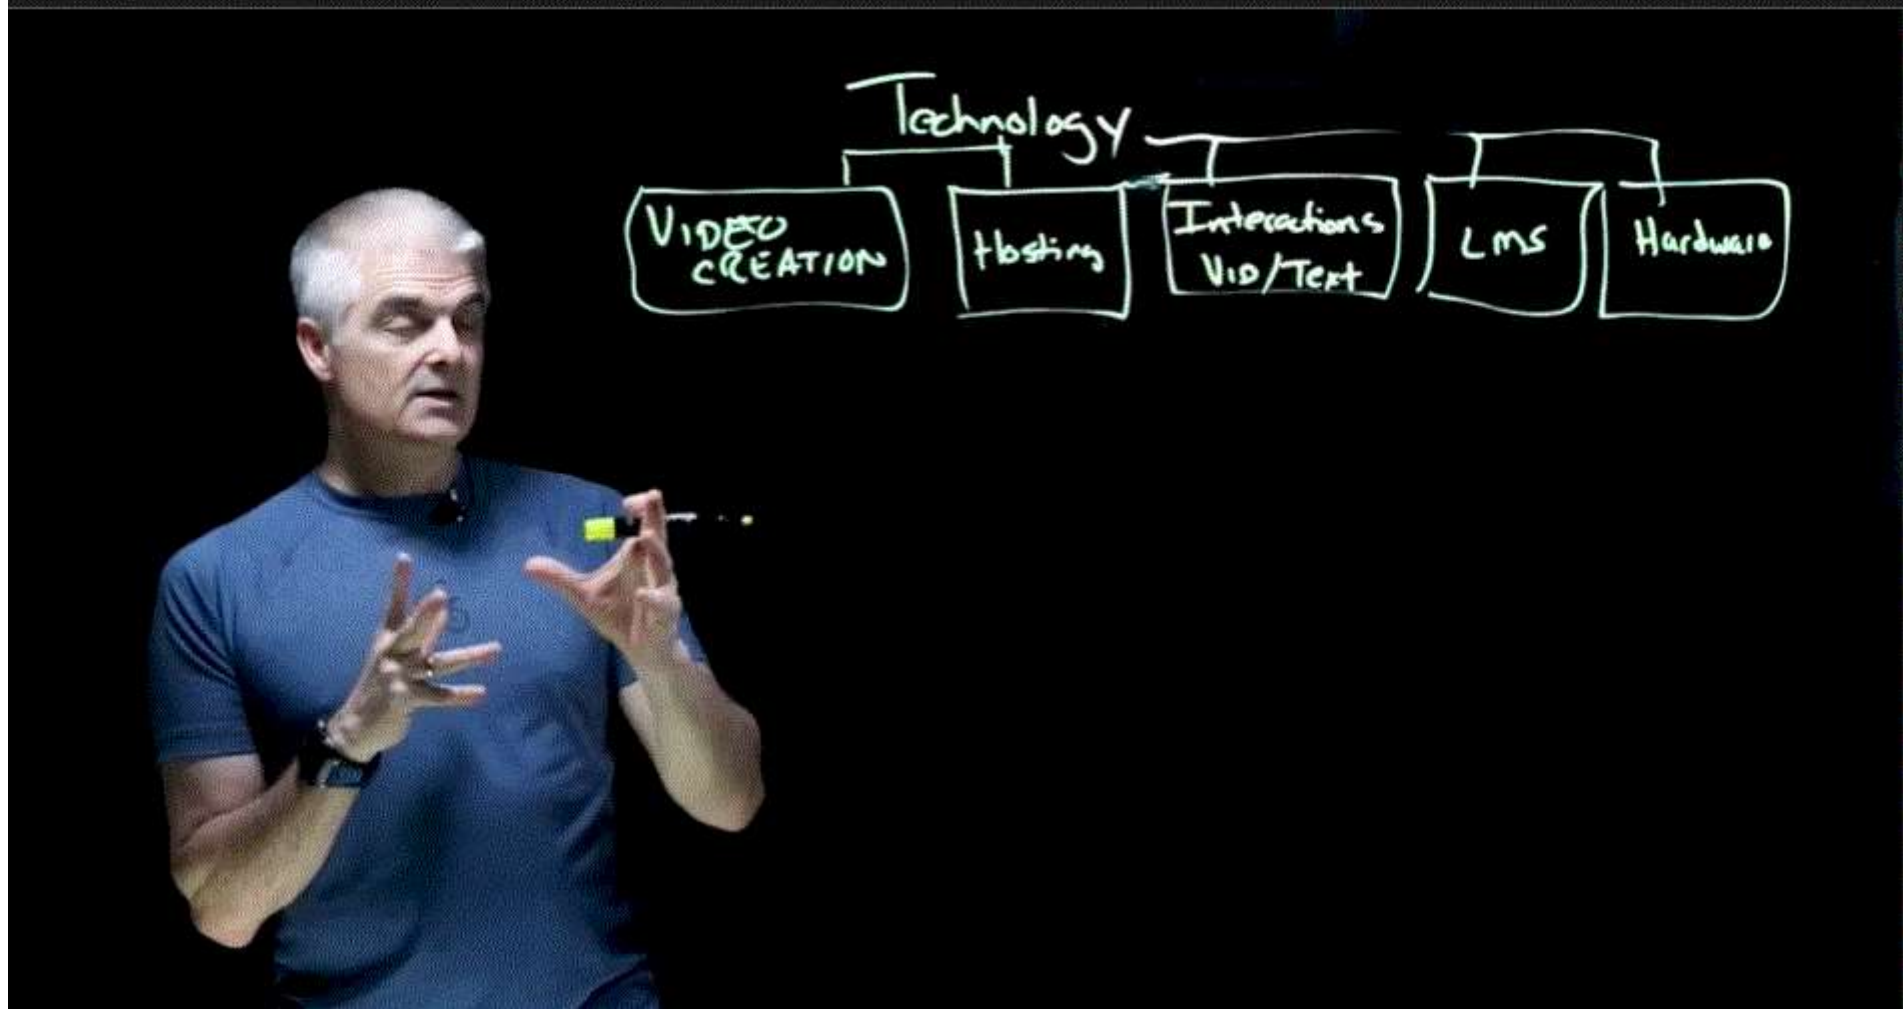 Technology
VIDEO
CREATION
Hosting
Interactions
VID/Text
LMS
Hardware